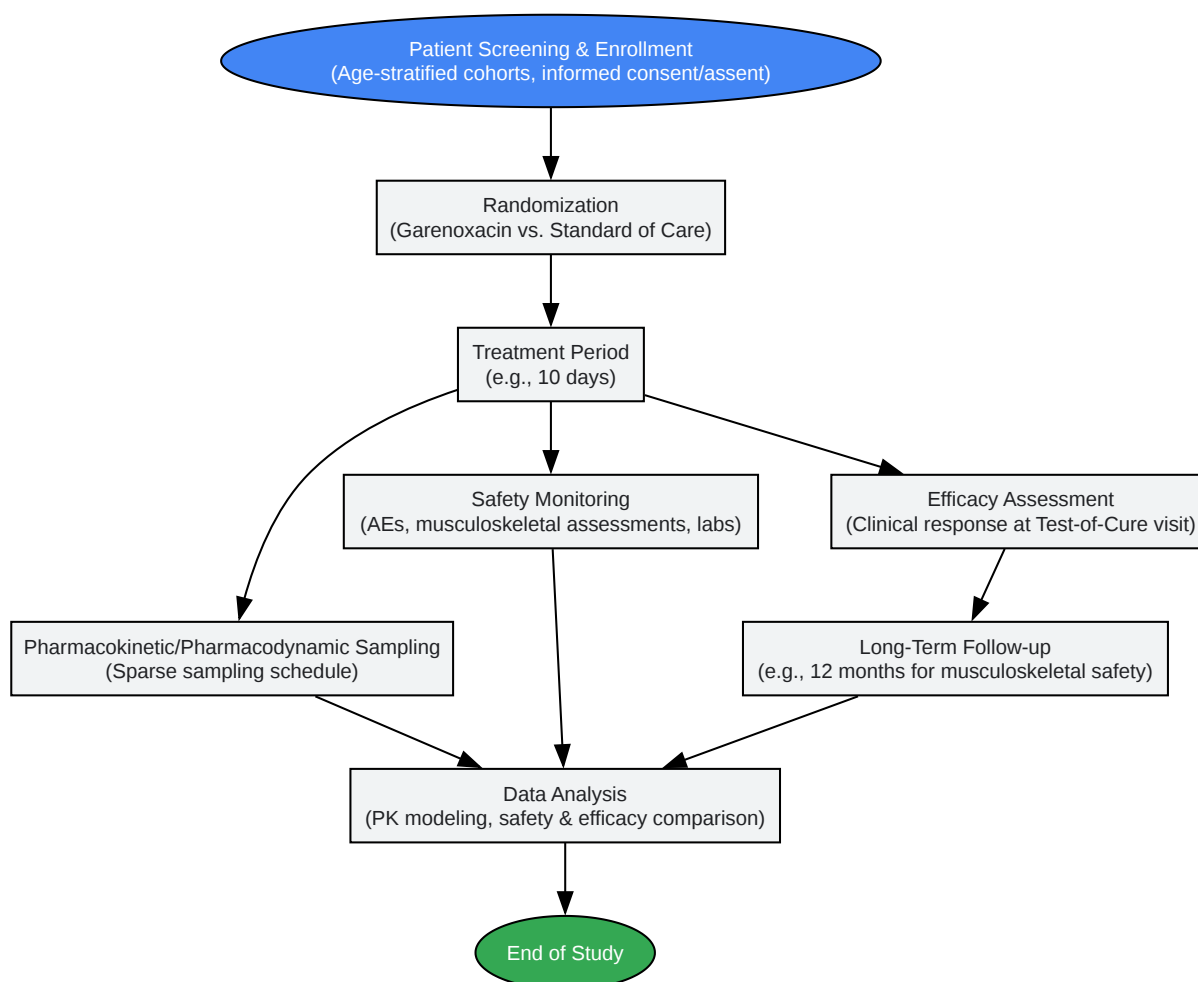 Patient Screening & Enrollment
(Age-stratified cohorts, informed consent/assent)
Randomization
(Garenoxacin vs. Standard of Care)
Treatment Period
(e.g., 10 days)
Safety Monitoring
(AEs, musculoskeletal assessments, labs)
Efficacy Assessment
(Clinical response at Test-of-Cure visit)
Pharmacokinetic/Pharmacodynamic Sampling
(Sparse sampling schedule)
Long-Term Follow-up
(e.g., 12 months for musculoskeletal safety)
Data Analysis
(PK modeling, safety & efficacy comparison)
End of Study